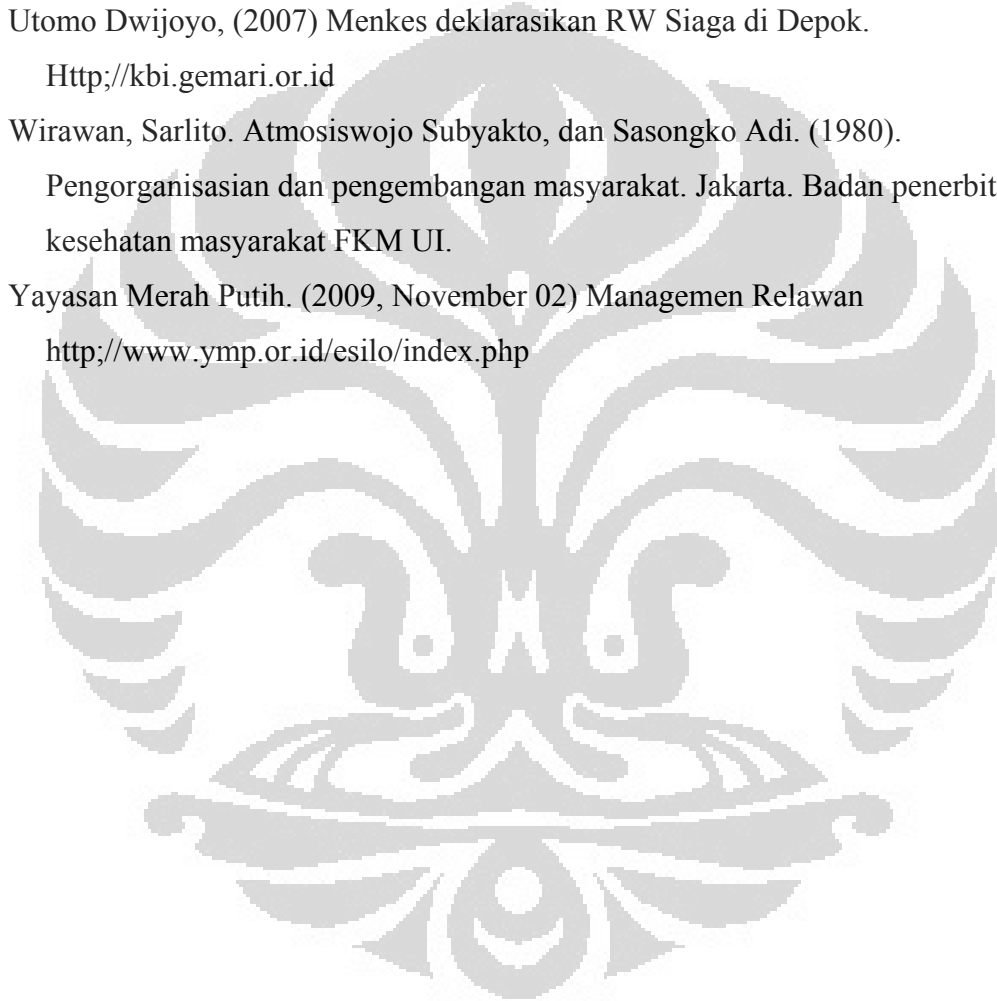 Utomo Dwijoyo, (2007) Menkes deklarasikan RW Siaga di Depok.
Http;//kbi.gemari.or.id
Wirawan, Sarlito. Atmosiswojo Subyakto, dan Sasongko Adi. (1980).
Pengorganisasian dan pengembangan masyarakat. Jakarta. Badan penerbit
kesehatan masyarakat FKM UI.
Yayasan Merah Putih. (2009, November 02) Managemen Relawan
http;//www.ymp.or.id/esilo/index.php